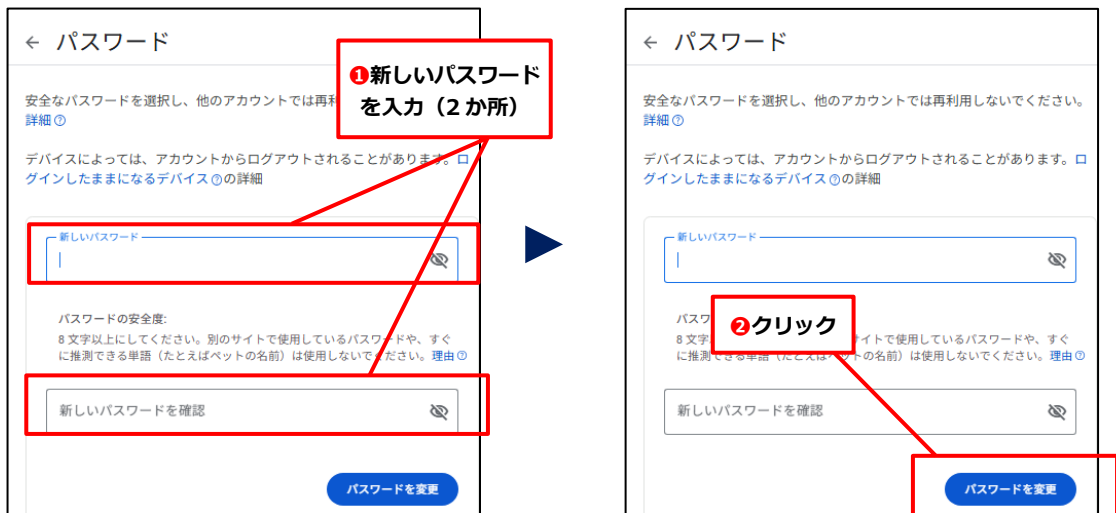 ← パスワード
❶新しいパスワード
を入力（2 か所）
安全なパスワードを選択し、他のアカウントでは再利
詳細
デバイスによっては、アカウントからログアウトされることがあります。ロ
グインしたままになるデバイス の詳細
新しいパスワード
パスワードの安全度:
8 文字以上にしてください。別のサイトで使用しているパスワードや、すぐ
に推測できる単語（たとえばペットの名前）は使用しないでください。理由
新しいパスワードを確認
パスワードを変更
← パスワード
安全なパスワードを選択し、他のアカウントでは再利用しないでください。
詳細
デバイスによっては、アカウントからログアウトされることがあります。ロ
グインしたままになるデバイス の詳細
新しいパスワード
パスワ
❷クリック
8 文字 サイトで使用しているパスワードや、すぐ
に推測できる単語（たとえばペットの名前）は使用しないでください。理由
新しいパスワードを確認
パスワードを変更